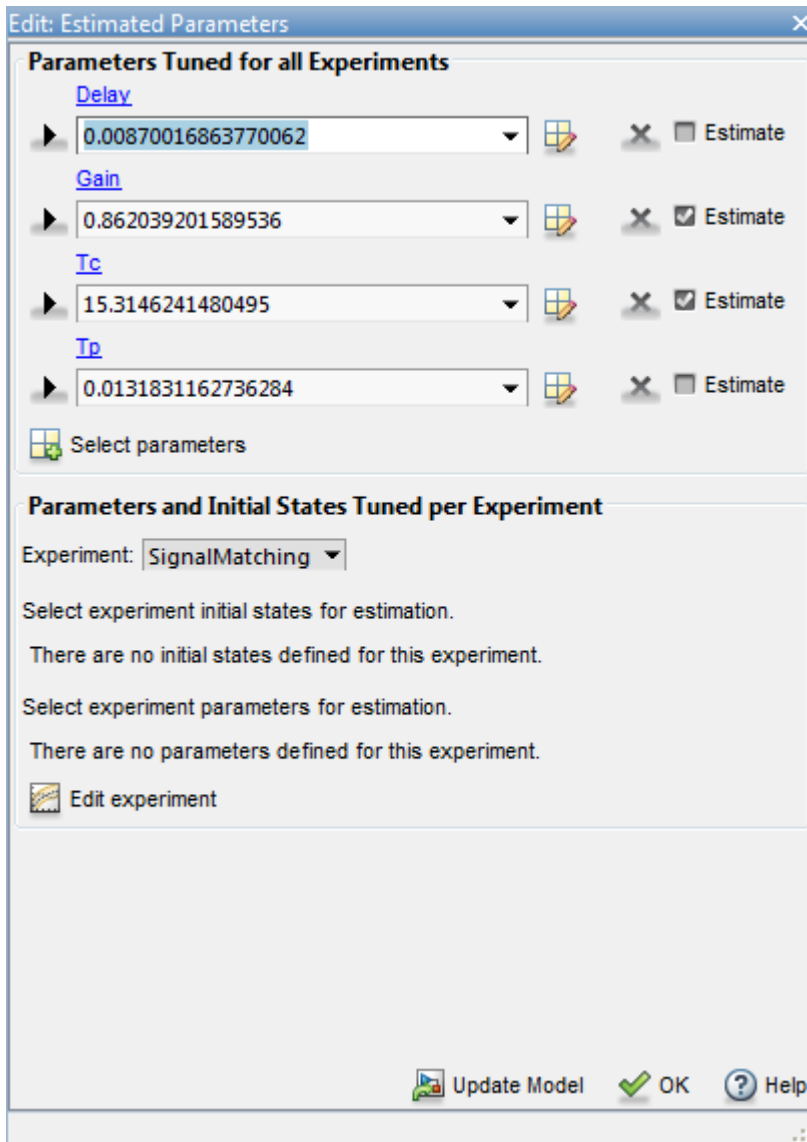 Edit: Estimated Parameters
Parameters Tuned for all Experiments
Delay
0.00870016863770062 Estimate
Gain
0.862039201589536 Estimate
Tc
15.3146241480495 Estimate
Tp
0.0131831162736284 Estimate
Select parameters
Parameters and Initial States Tuned per Experiment
Experiment: SignalMatching
Select experiment initial states for estimation.
There are no initial states defined for this experiment.
Select experiment parameters for estimation.
There are no parameters defined for this experiment.
Edit experiment
Update Model OK Help